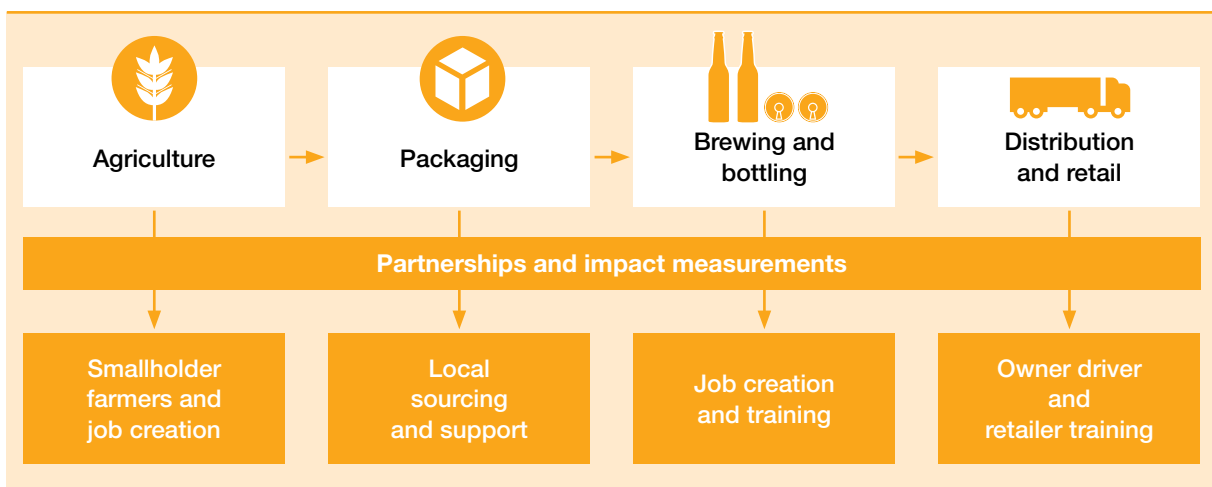 Agriculture
Packaging
Brewing and
bottling
Distribution
and retail
Partnerships and impact measurements
Smallholder
farmers and
job creation
Local
sourcing
and support
Job creation
and training
Owner driver
and
retailer training